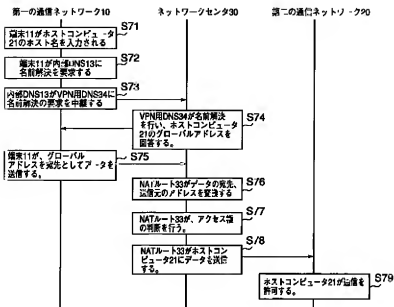 第一の通信ネットワーク10
ネットワークセンタ30
第二の通信ネットワーク20
S71
端末11がホストコンピュータ
21のホスト名を入力される
S72
端末11が内部DNS13に
名前解決を要求する
S73
内部DNS13がVPN用DNS34に
名前解決の要求を中継する
S74
VPN用DNS34が名前解決
を行い、ホストコンピュータ
21のグローバルアドレスを
回答する。
S75
端末11が、グローバル
アドレスを宛先としてデータを
送信する。
S76
NATルート33がデータの宛先、
送信元のアドレスを変換する
S77
NATルート33が、アクセス権
の判断を行う。
S78
NATルート33がホストコン
ピュータ21にデータを送信
する。
S79
ホストコンピュータ21が通信を
許可する。